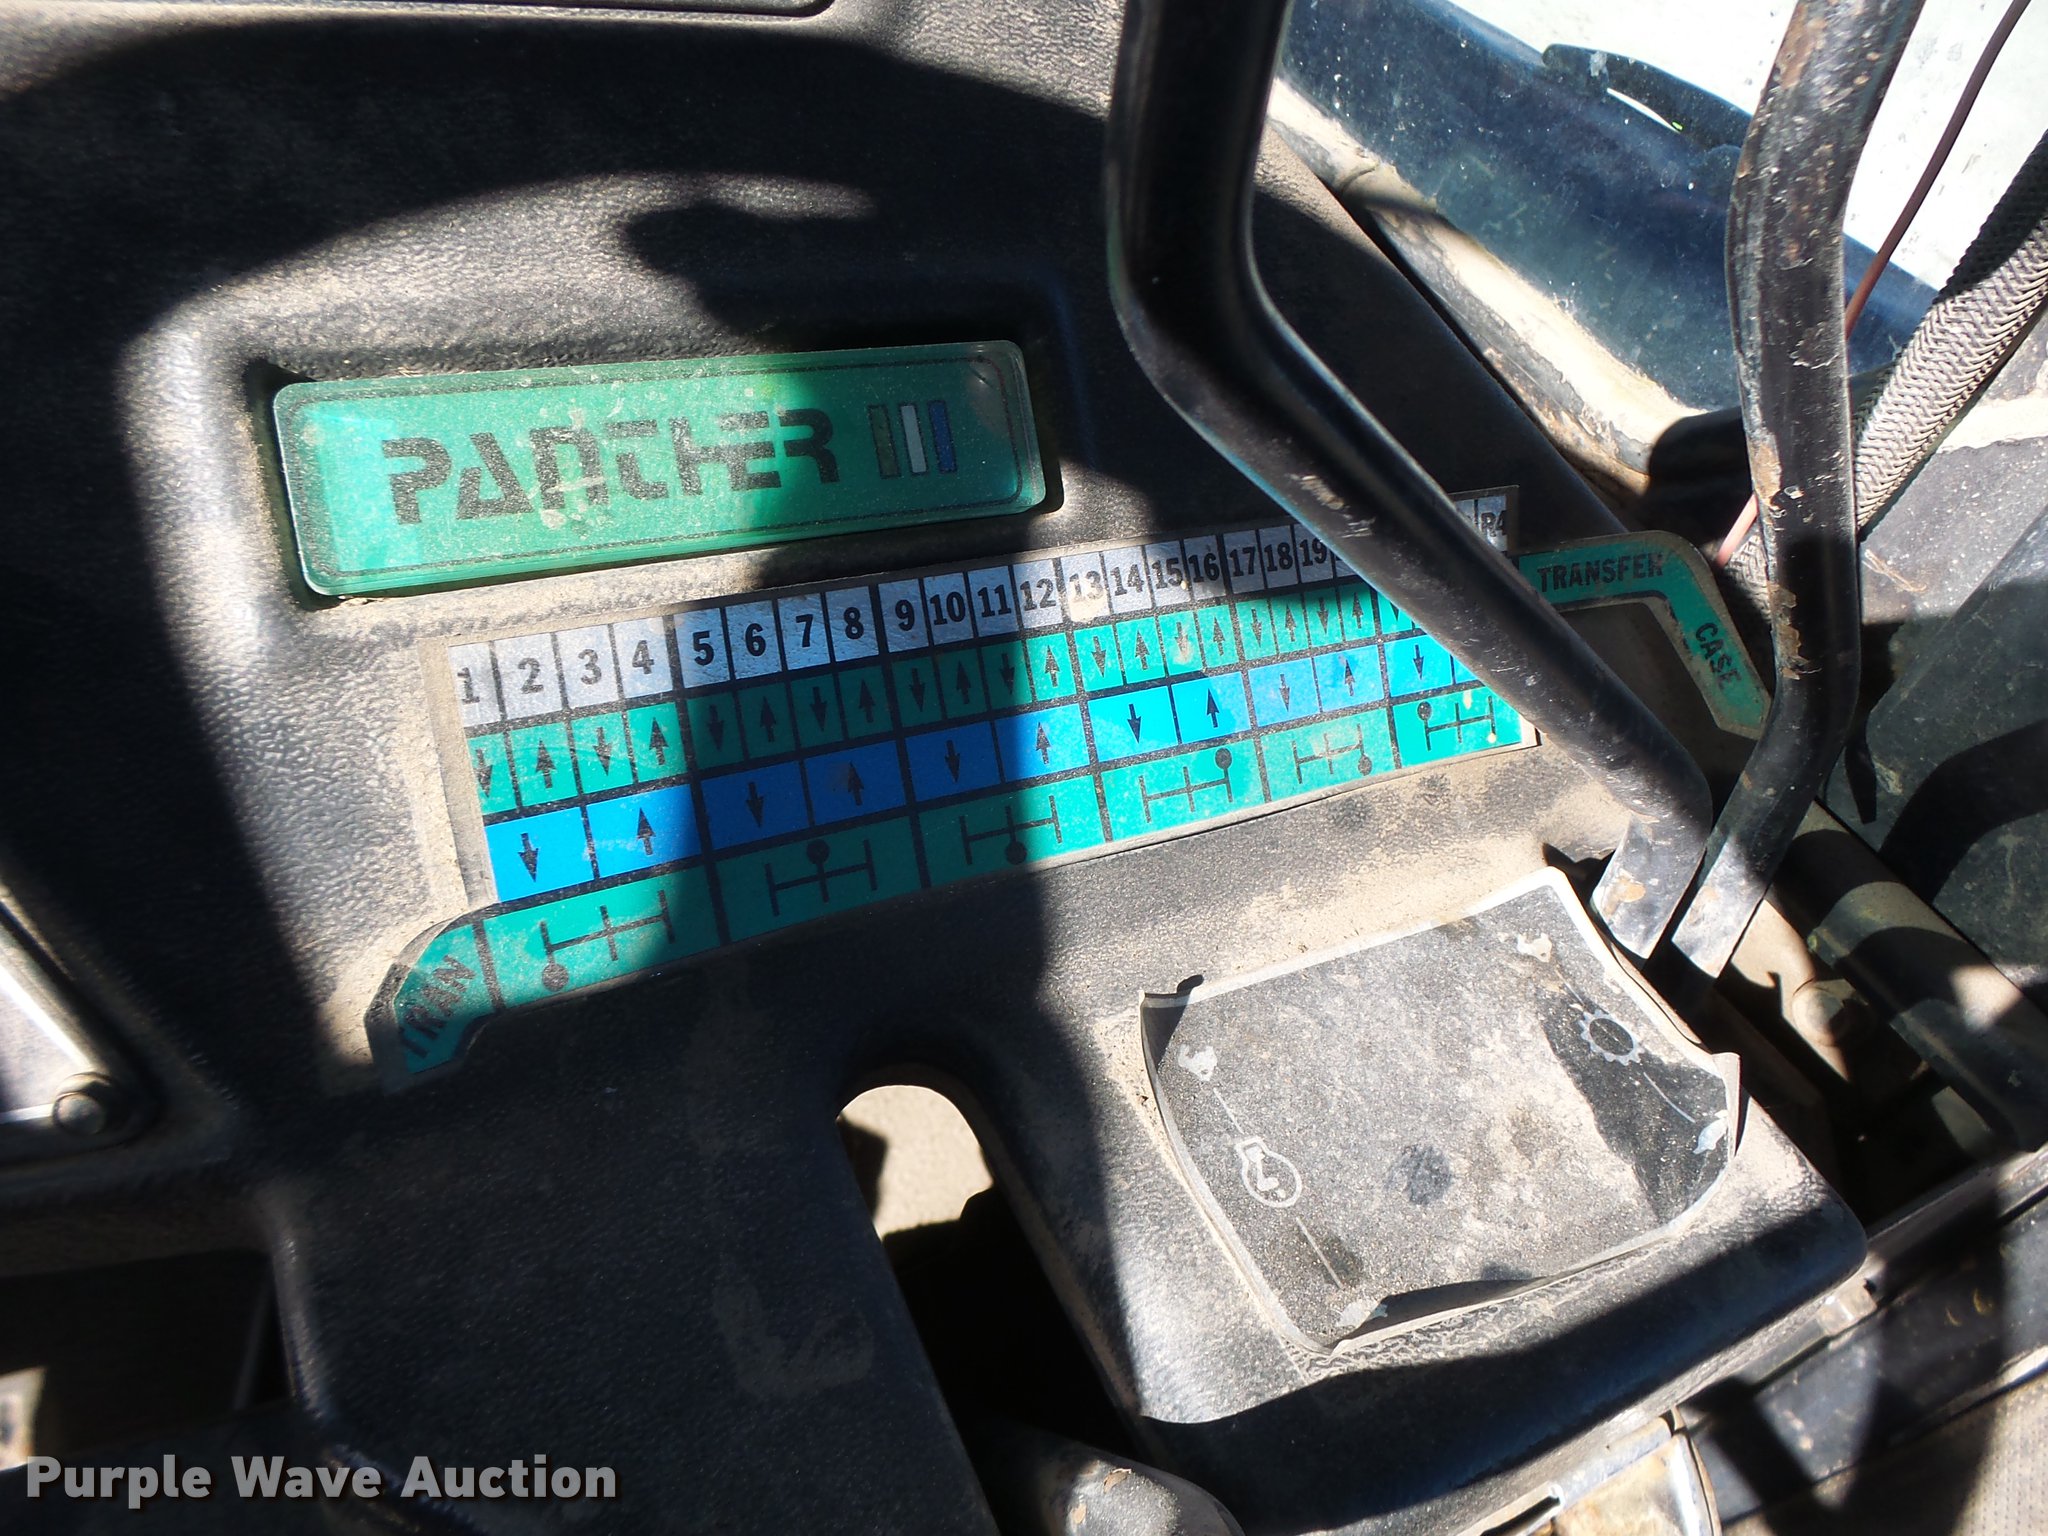 PANTHER
1 2 3 4 5 6 7 8 9 10 11 12 13 14 15 16 17 18 19 R4
TRANSFER
CASE
TRAN
Purple Wave Auction